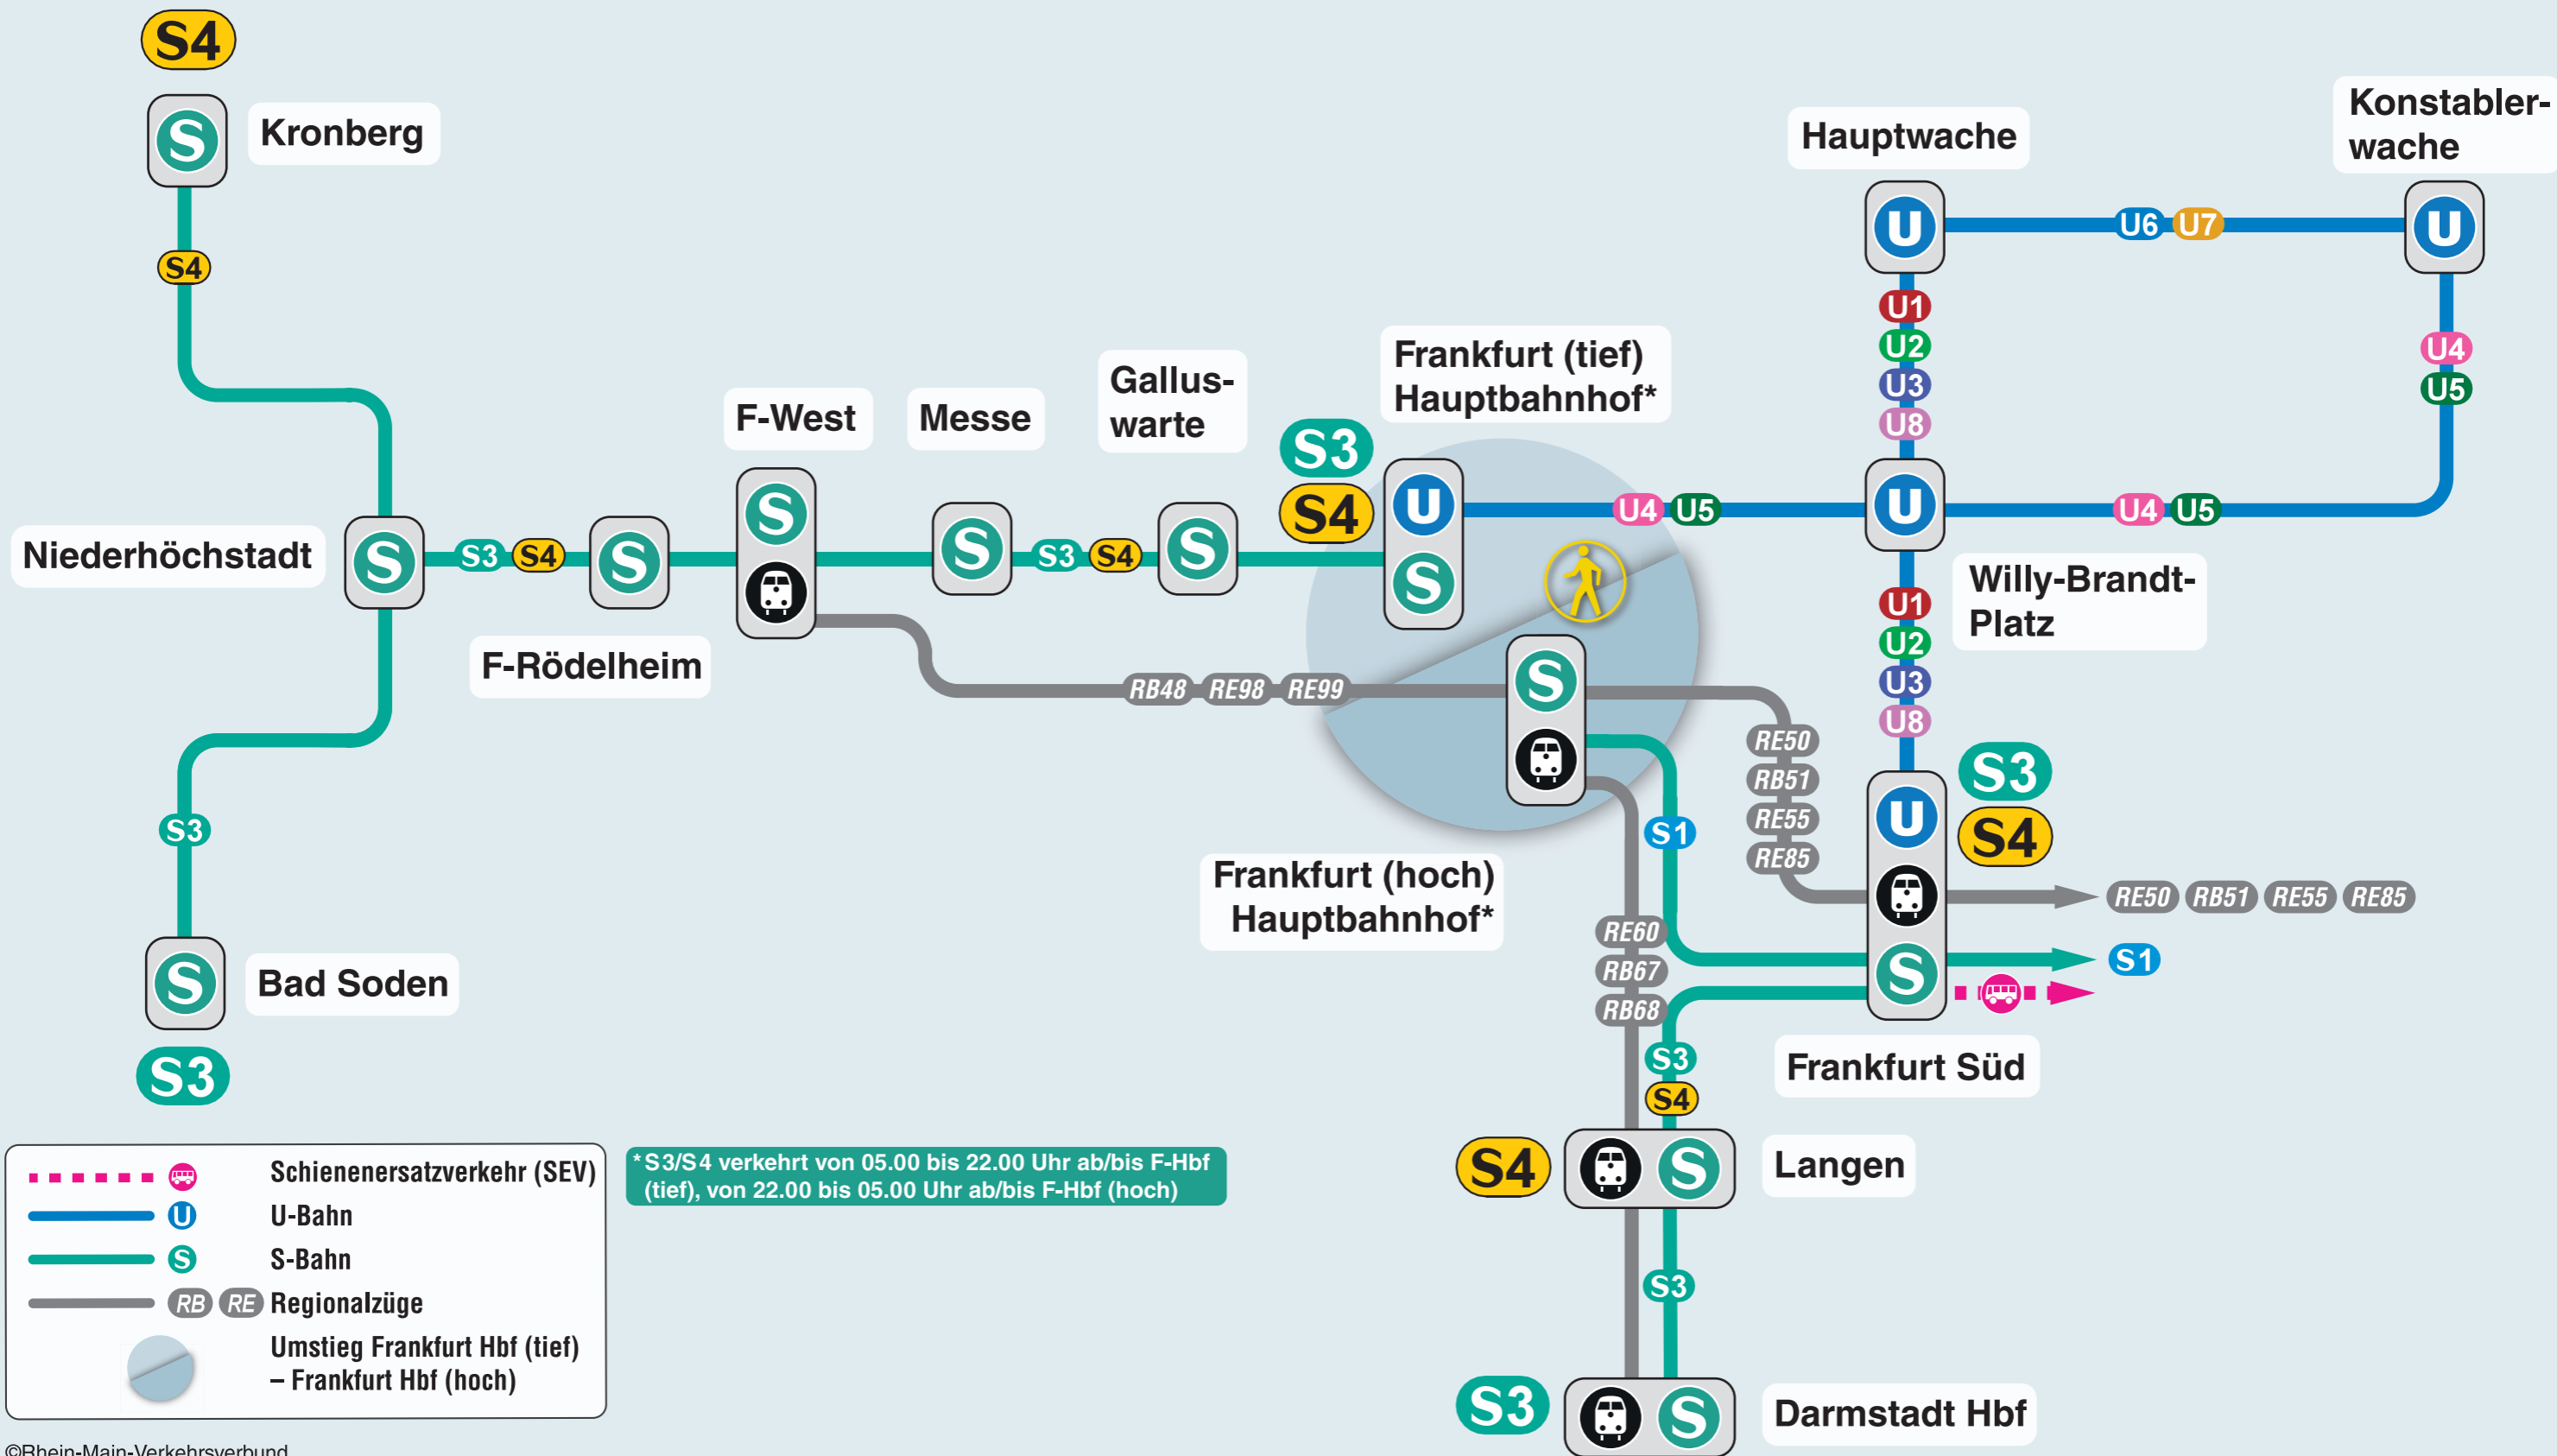 S4
Kronberg
S4
Hauptwache
Konstabler-
wache
U6 U7
U1
U2
U3
U8
U4
U5
Frankfurt (tief)
Hauptbahnhof*
Gallus-
warte
F-West
Messe
S3
S4
U4 U5
U4 U5
Niederhöchstadt
S3 S4
S3 S4
F-Rödelheim
Willy-Brandt-
Platz
U1
U2
U3
U8
RB48 RE98 RE99
RE50
RB51
RE55
RE85
S3
S4
S3
S1
Frankfurt (hoch)
Hauptbahnhof*
RE50 RB51 RE55 RE85
RE60
RB67
RB68
S1
Bad Soden
S3
Frankfurt Süd
S3
S4
S4
Langen
S3
S3
Darmstadt Hbf
Schienenersatzverkehr (SEV)
U U-Bahn
S S-Bahn
RB RE Regionalzüge
Umstieg Frankfurt Hbf (tief)
– Frankfurt Hbf (hoch)
* S3/S4 verkehrt von 05.00 bis 22.00 Uhr ab/bis F-Hbf
(tief), von 22.00 bis 05.00 Uhr ab/bis F-Hbf (hoch)
©Rhein-Main-Verkehrsverbund